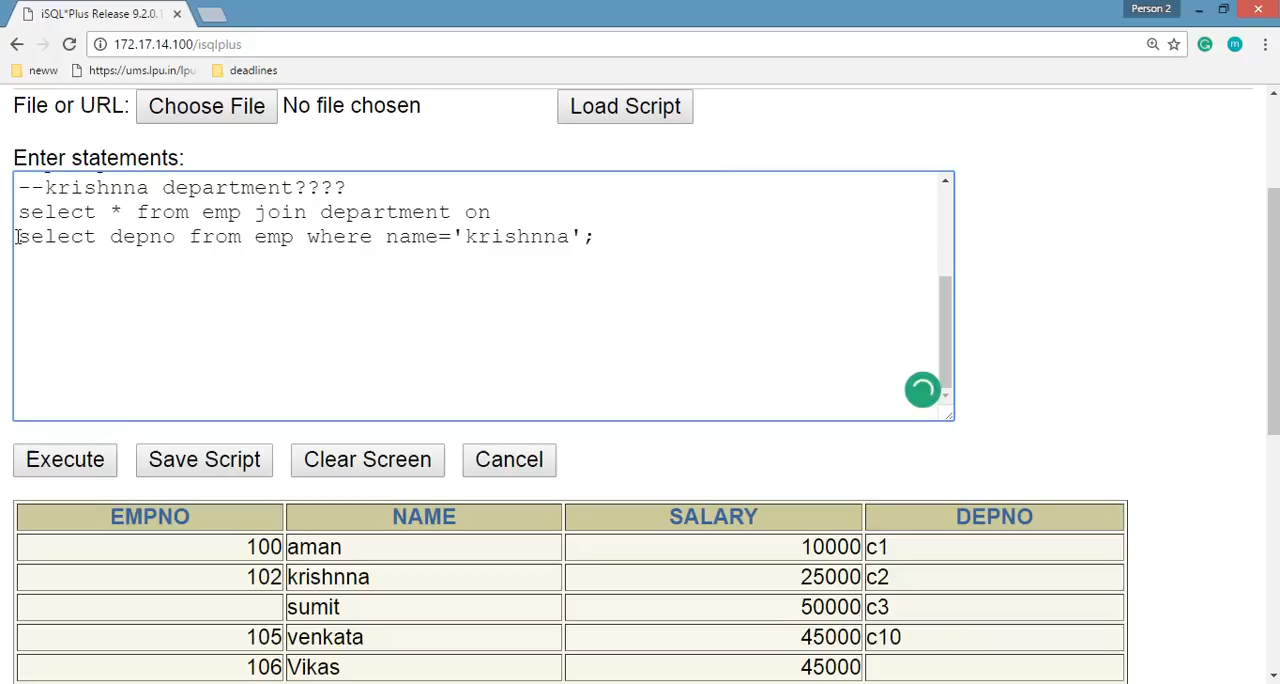 iSQL*Plus Release 9.2.0.1
Person 2
172.17.14.100/isqlplus
m
neww https://ums.lpu.in/lpu deadlines
File or URL: Choose File No file chosen Load Script
Enter statements:
--krishnna department????
select * from emp join department on
select depno from emp where name='krishnna';
Execute Save Script Clear Screen Cancel
EMPNO NAME SALARY DEPNO
100 aman 10000 c1
102 krishnna 25000 c2
sumit 50000 c3
105 venkata 45000 c10
106 Vikas 45000